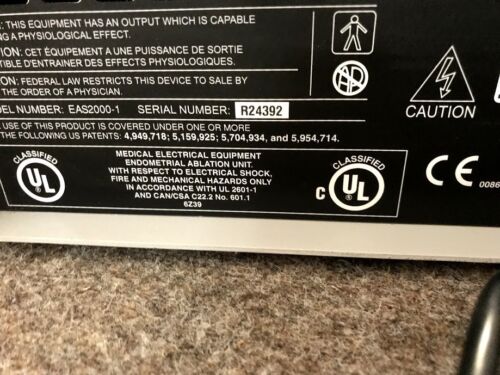 : THIS EQUIPMENT HAS AN OUTPUT WHICH IS CAPABLE
NG A PHYSIOLOGICAL EFFECT.
ION: CET ÉQUIPEMENT A UNE PUISSANCE DE SORTIE
TIBLE D'ENTRAINER DES EFFECTS PHYSIOLOGIQUES.
ON: FEDERAL LAW RESTRICTS THIS DEVICE TO SALE BY
THE ORDER OF A PHYSICIAN.
DEL NUMBER: EAS2000-1 SERIAL NUMBER: R24392
USE OF THIS PRODUCT IS COVERED UNDER ONE OR MORE
THE FOLLOWING US PATENTS: 4,949,718; 5,159,925; 5,704,934, and 5,954,714.
CAUTION
CLASSIFIED
UL
®
MEDICAL ELECTRICAL EQUIPMENT
ENDOMETRIAL ABLATION UNIT.
WITH RESPECT TO ELECTRICAL SHOCK,
FIRE AND MECHANICAL HAZARDS ONLY
IN ACCORDANCE WITH UL 2601-1
AND CAN/CSA C22.2 No. 601.1
6Z39
CLASSIFIED
C UL
®
CE 0086